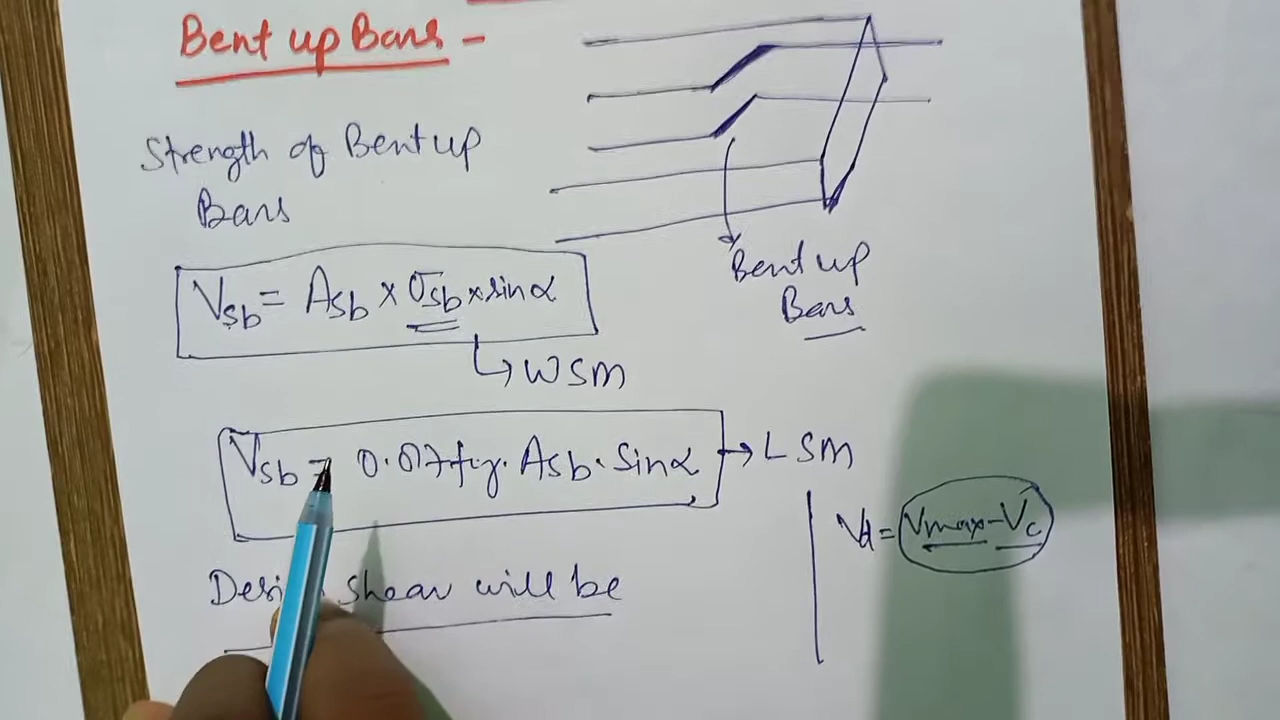 Bent up Bars -
Strength of Bent up
Bars
Bent up
Bars
Vsb = Asb × σsb × sinα
↳ WSM
Vsb = 0.87fy. Asb. Sinα → LSM
Vd = Vmax - Vc
shear will be